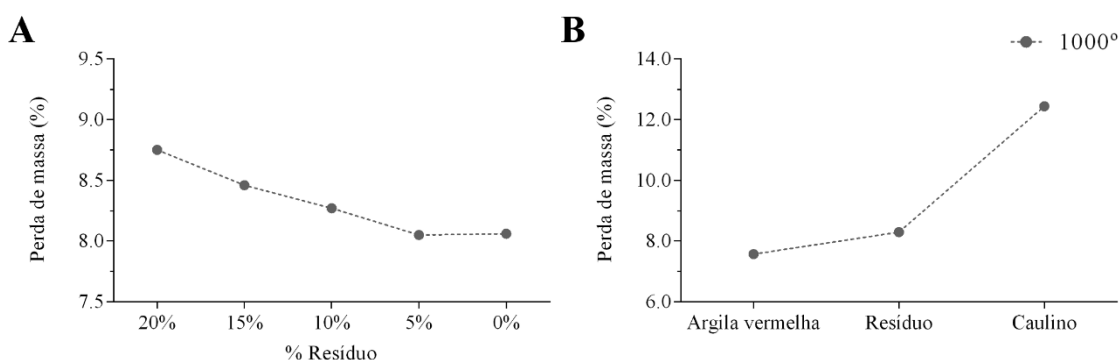 A
Perda de massa (%)
9.5
9.0
8.5
8.0
7.5
20% 15% 10% 5% 0%
% Resíduo
B
1000º
Perda de massa (%)
14.0
12.0
10.0
8.0
6.0
Argila vermelha Resíduo Caulino